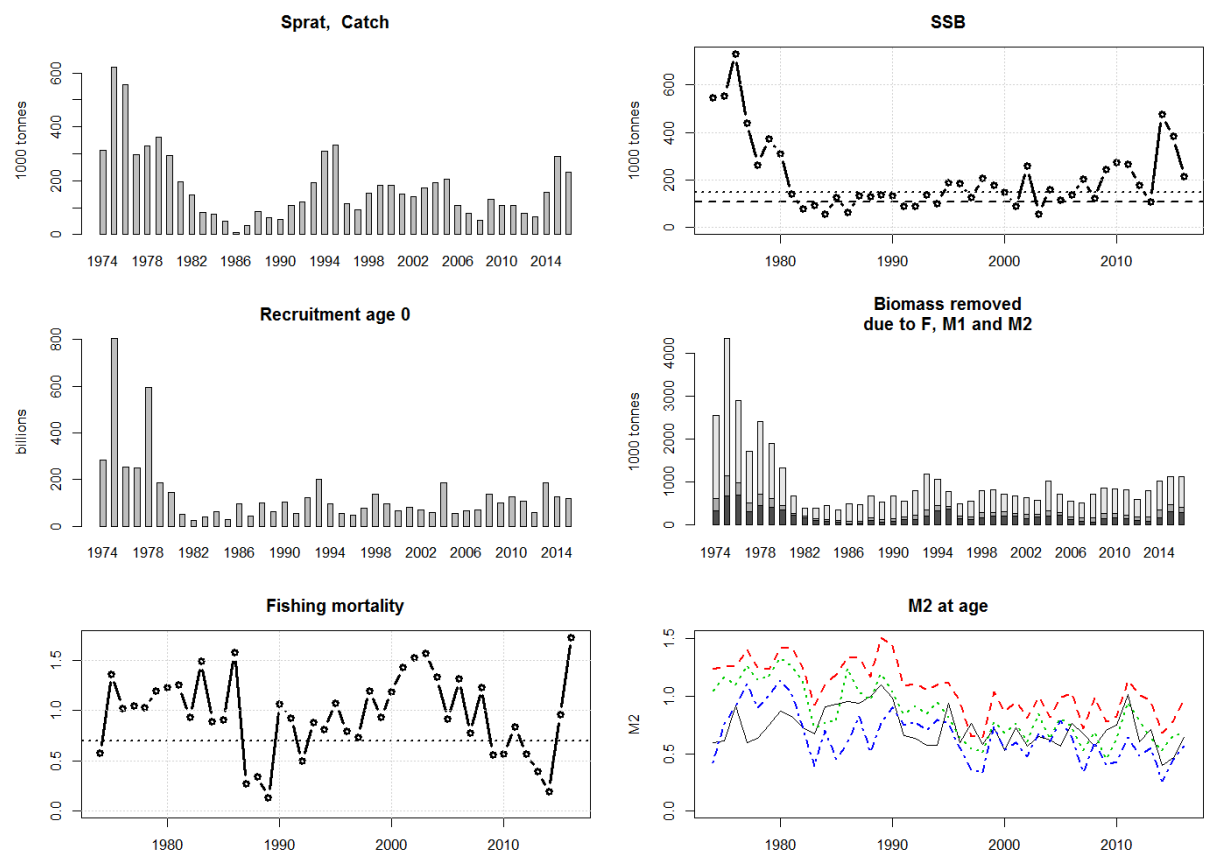 Sprat,  Catch
1000 tonnes
0
200
400
600
1974 1978 1982 1986 1990 1994 1998 2002 2006 2010 2014
SSB
0
200
400
600
1980 1990 2000 2010
Recruitment age 0
billions
0
200
400
600
800
1974 1978 1982 1986 1990 1994 1998 2002 2006 2010 2014
Biomass removed
due to F, M1 and M2
1000 tonnes
0
1000
2000
3000
4000
1974 1978 1982 1986 1990 1994 1998 2002 2006 2010 2014
Fishing mortality
0.0
0.5
1.0
1.5
1980 1990 2000 2010
M2 at age
M2
0.0
0.5
1.0
1.5
1980 1990 2000 2010